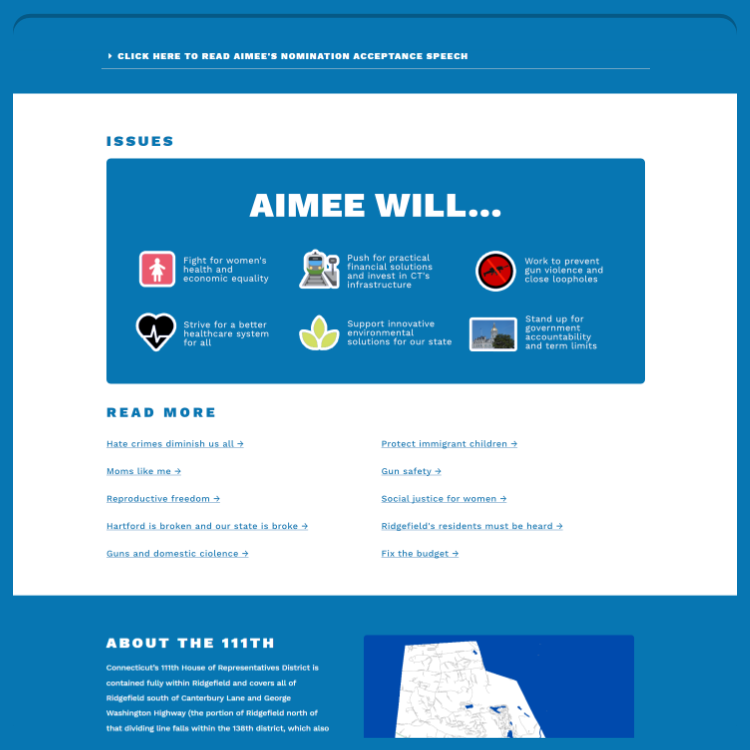 CLICK HERE TO READ AIMEE'S NOMINATION ACCEPTANCE SPEECH
ISSUES
AIMEE WILL...
Fight for women's
health and
economic equality
Push for practical
financial solutions
and invest in CT's
infrastructure
Work to prevent
gun violence and
close loopholes
Strive for a better
healthcare system
for all
Support innovative
environmental
solutions for our state
Stand up for
government
accountability
and term limits
READ MORE
Hate crimes diminish us all →
Moms like me →
Reproductive freedom →
Hartford is broken and our state is broke →
Guns and domestic ciolence →
Protect immigrant children →
Gun safety →
Social justice for women →
Ridgefield's residents must be heard →
Fix the budget →
ABOUT THE 111TH
Connecticut's 111th House of Representatives District is
contained fully within Ridgefield and covers all of
Ridgefield south of Canterbury Lane and George
Washington Highway (the portion of Ridgefield north of
that dividing line falls within the 138th district, which also